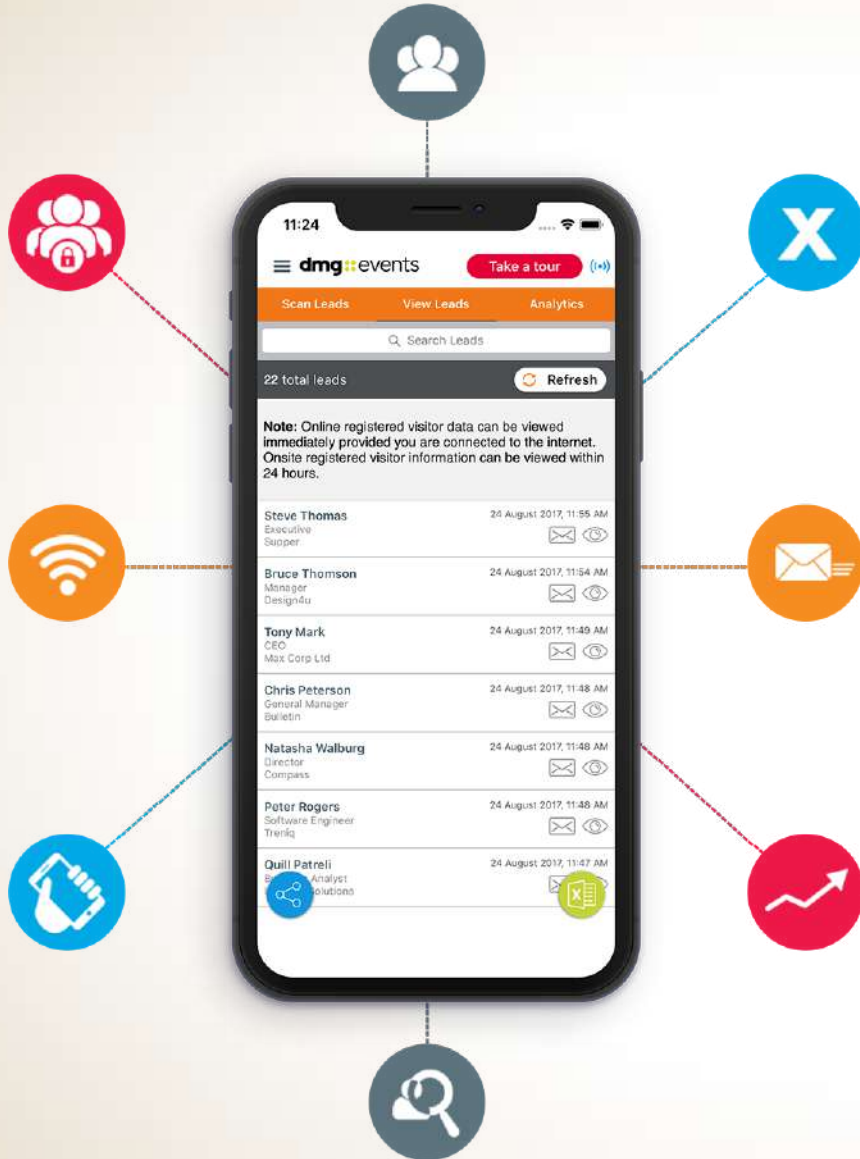 11:24
dmg::events
Take a tour
Scan Leads
View Leads
Analytics
Search Leads
22 total leads
Refresh
Note: Online registered visitor data can be viewed
immediately provided you are connected to the internet.
Onsite registered visitor information can be viewed within
24 hours.
Steve Thomas
24 August 2017, 11:55 AM
Executive
Supper
Bruce Thomson
24 August 2017, 11:54 AM
Manager
Design4u
Tony Mark
24 August 2017, 11:49 AM
CEO
Max Corp Ltd
Chris Peterson
24 August 2017, 11:48 AM
General Manager
Bulletin
Natasha Walburg
24 August 2017, 11:48 AM
Director
Compass
Peter Rogers
24 August 2017, 11:48 AM
Software Engineer
Treniq
Quill Patreli
24 August 2017, 11:47 AM
Analyst
X
X